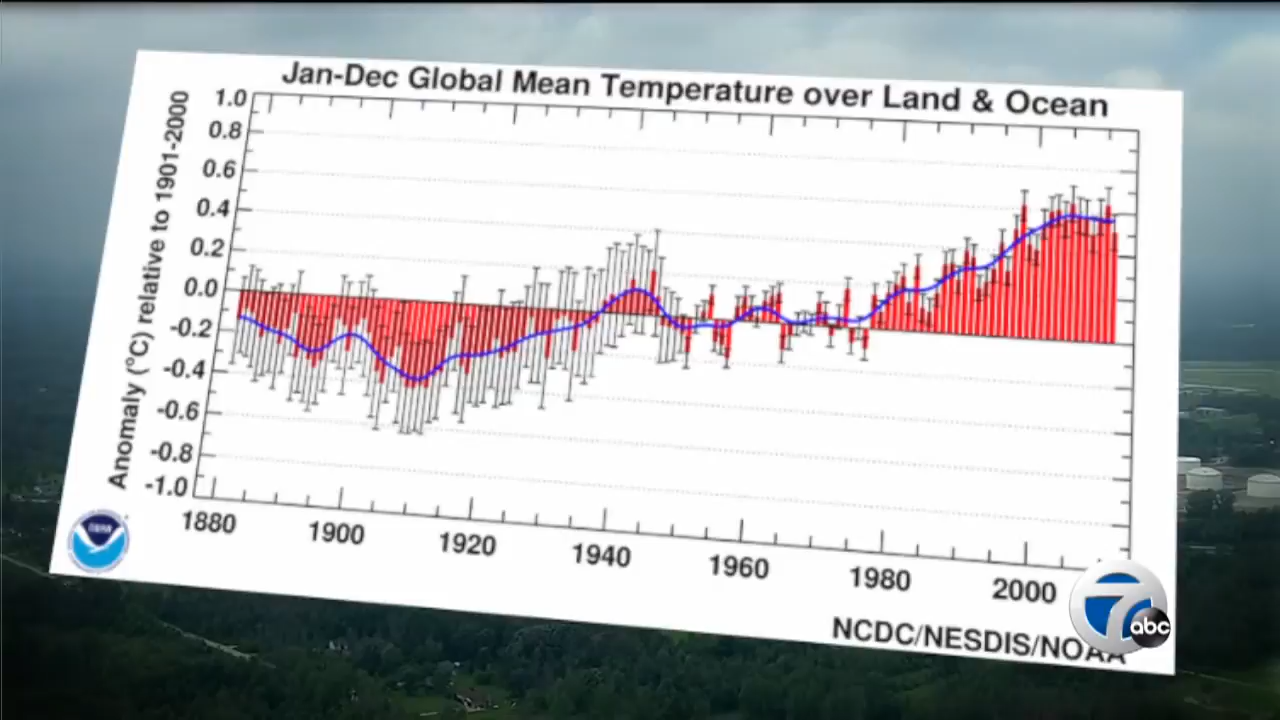 Jan-Dec Global Mean Temperature over Land & Ocean
Anomaly (°C) relative to 1901-2000
1.0
0.8
0.6
0.4
0.2
0.0
-0.2
-0.4
-0.6
-0.8
-1.0
1880 1900 1920 1940 1960 1980 2000
NCDC/NESDIS/NOAA
7
abc